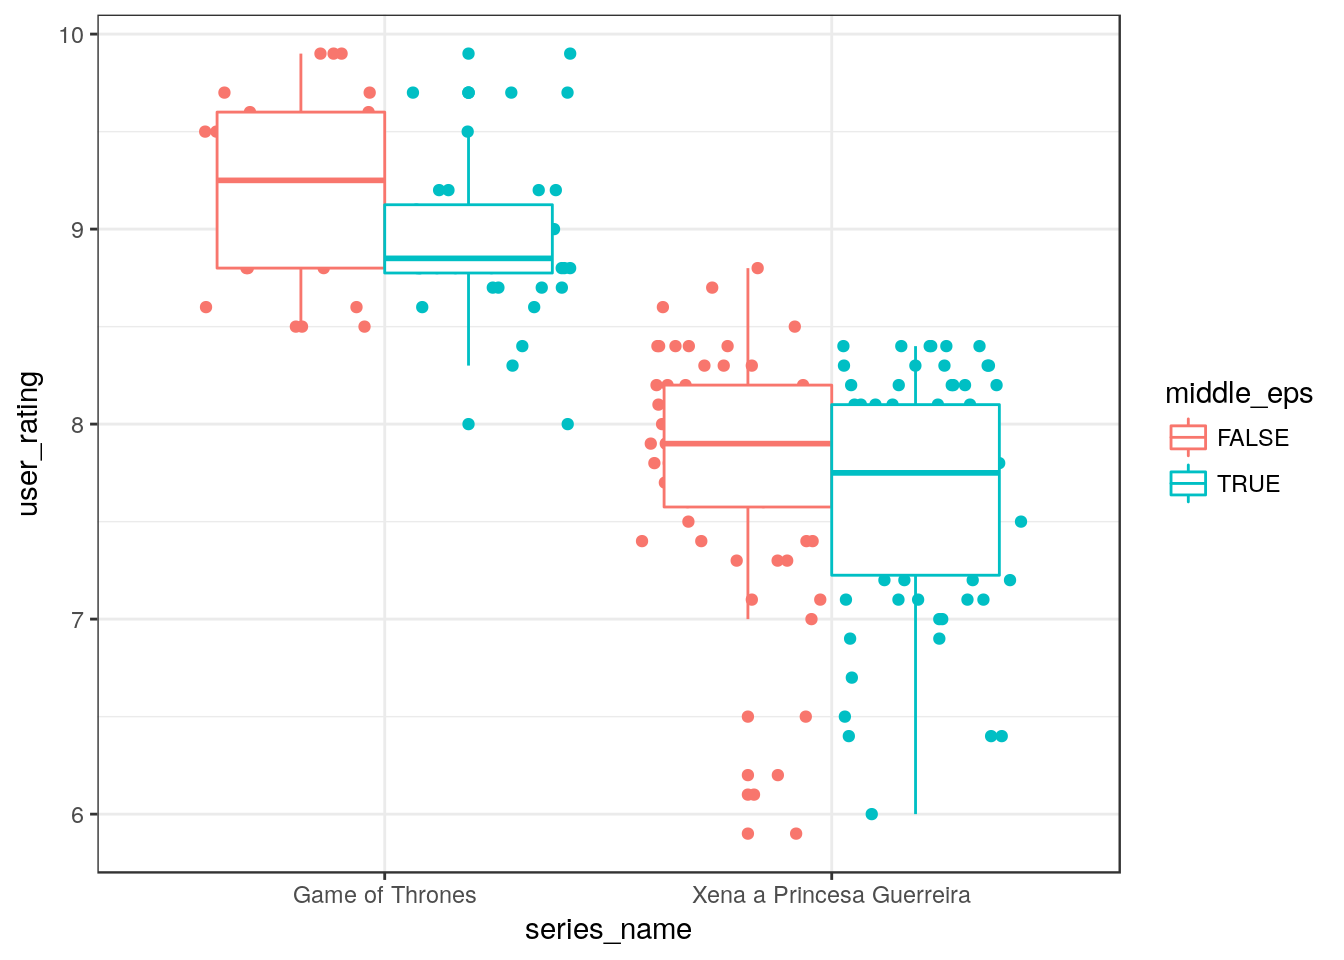 10
9
8
7
6
user_rating
Game of Thrones
Xena a Princesa Guerreira
series_name
middle_eps
FALSE
TRUE